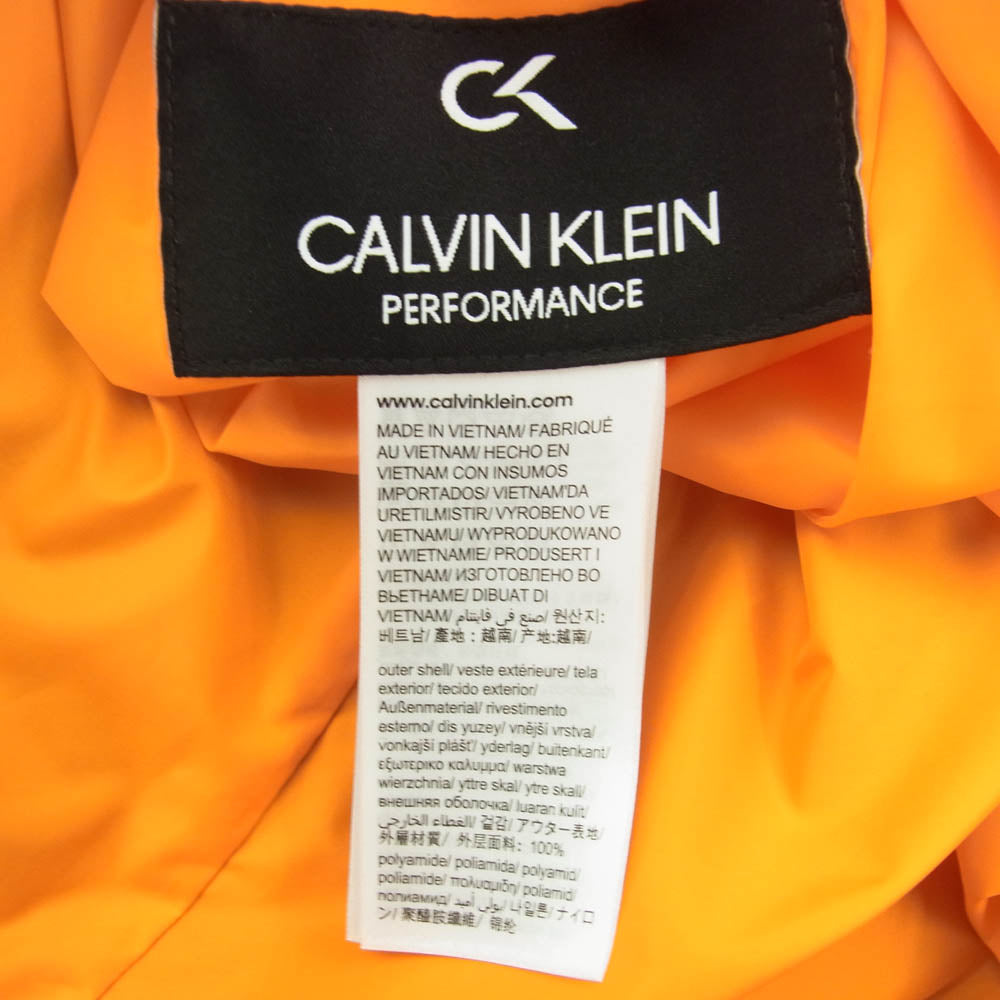 CK
CALVIN KLEIN
PERFORMANCE
www.calvinklein.com
MADE IN VIETNAM/ FABRIQUÉ
AU VIETNAM/ HECHO EN
VIETNAM CON INSUMOS
IMPORTADOS/ VIETNAM'DA
URETILMISTIR/ VYROBENO VE
VIETNAMU/ WYPRODUKOWANO
W WIETNAMIE/ PRODUSERT I
VIETNAM/ ИЗГОТОВЛЕНО ВО
ВЬЕТНАМЕ/ DIBUAT DI
VIETNAM/ صنع في فايتنام/ 원산지:
베트남/ 產地：越南/ 产地:越南/
outer shell/ veste extérieure/ tela
exterior/ tecido exterior/
Außenmaterial/ rivestimento
esterno/ dis yuzey/ vnější vrstva/
vonkajší plášť/ yderlag/ buitenkant/
εξωτερικο καλυμμα/ warstwa
wierzchnia/ yttre skal/ ytre skall/
внешняя оболочка/ luaran kulit/
الغطاء الخارجي/ 겉감/ アウター表地/
外層材質/ 外层面料: 100%
polyamide/ poliamida/ polyamid/
poliamide/ πολυαμιδη/ poliamid/
полиамид/ بولي أميد/ 나일론/ ナイロ
ン/ 聚醯胺纖維/ 锦纶